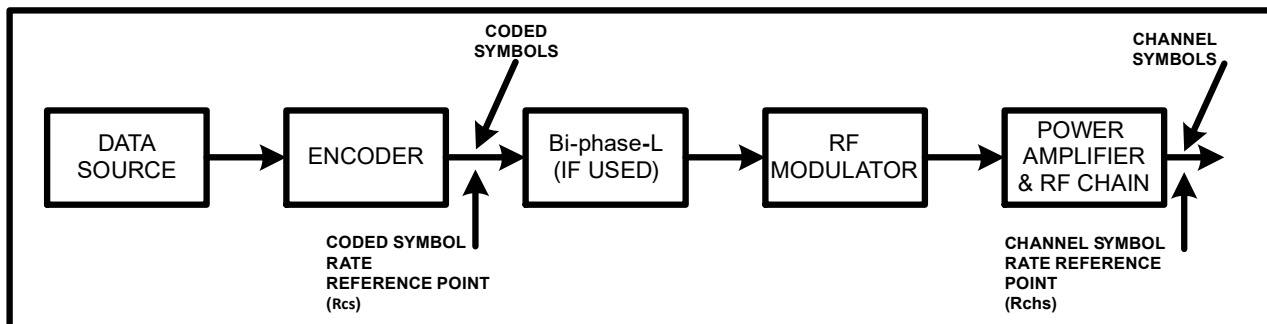 CODED
SYMBOLS
CHANNEL
SYMBOLS
DATA
SOURCE
ENCODER
Bi-phase-L
(IF USED)
RF
MODULATOR
POWER
AMPLIFIER
& RF CHAIN
CODED SYMBOL
RATE
REFERENCE POINT
(Rcs)
CHANNEL SYMBOL
RATE REFERENCE
POINT
(Rchs)